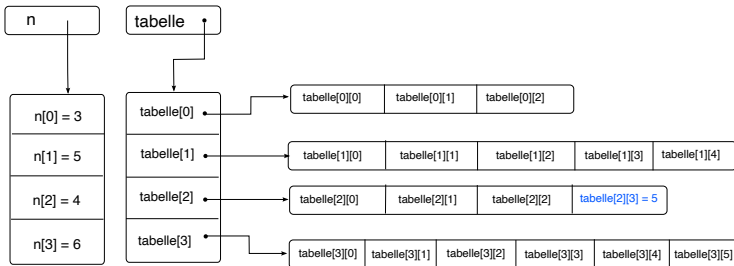 n tabelle
tabelle[0][0] tabelle[0][1] tabelle[0][2]
n[0] = 3 tabelle[0]
n[1] = 5 tabelle[1] tabelle[1][0] tabelle[1][1] tabelle[1][2] tabelle[1][3] tabelle[1][4]
n[2] = 4 tabelle[2] tabelle[2][0] tabelle[2][1] tabelle[2][2] tabelle[2][3] = 5
n[3] = 6 tabelle[3] tabelle[3][0] tabelle[3][1] tabelle[3][2] tabelle[3][3] tabelle[3][4] tabelle[3][5]